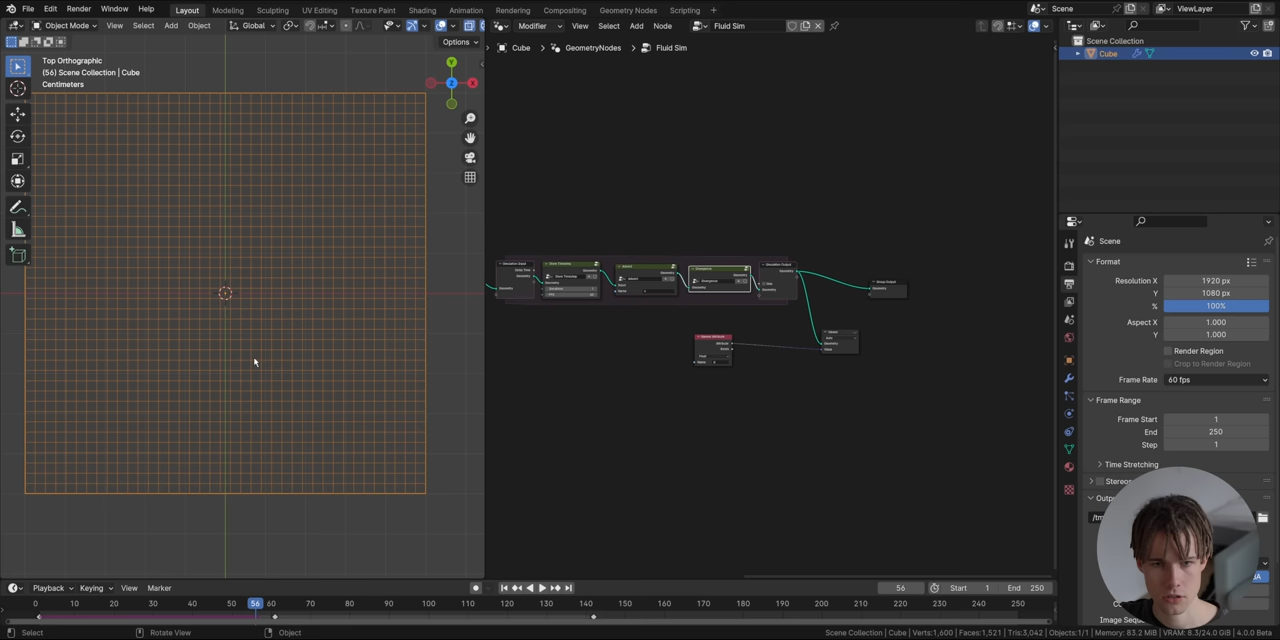 File Edit Render Window Help Layout Modeling Sculpting UV Editing Texture Paint Shading Animation Rendering Compositing Geometry Nodes Scripting + Scene ViewLayer
Object Mode View Select Add Object Global Modifier View Select Add Node Fluid Sim
Options
Cube > GeometryNodes > Fluid Sim
Scene Collection
Cube
Top Orthographic
(56) Scene Collection | Cube
Centimeters
Y
X
Z
Simulation Input
Simulation Output
Group Output
Divergence
Scene
Format
Resolution X 1920 px
Y 1080 px
% 100%
Aspect X 1.000
Y 1.000
Render Region
Crop to Render Region
Frame Rate 60 fps
Frame Range
Frame Start 1
End 250
Step 1
Time Stretching
Playback Keying View Marker
56 Start 1 End 250
0 10 20 30 40 50 56 60 70 80 90 100 110 120 130 140 150 160 170 180 190 200 210 220 230 240 250
Select Rotate View Object
Scene Collection | Cube | Verts:1,600 | Faces:1,521 | Tris:3,042 | Objects:1/1 | Memory: 83.2 MiB | VRAM: 8.3/24.0 GiB | 4.0.0 Beta